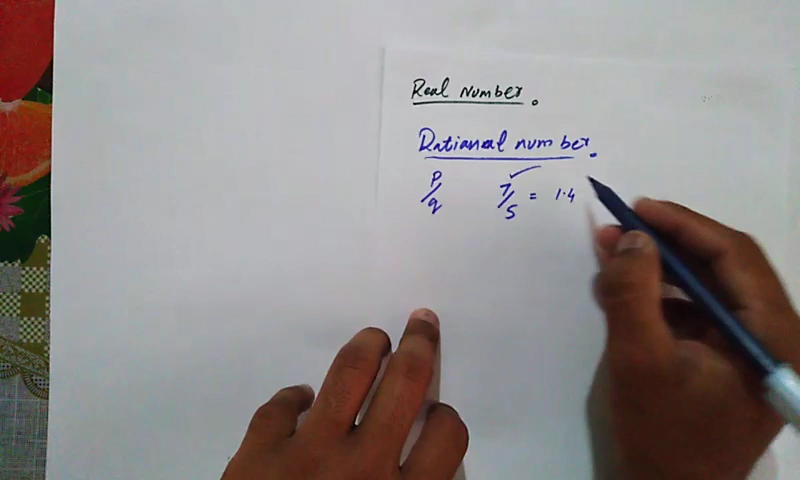 Real Number.
Rational number.
p/q 7/5 = 1.4